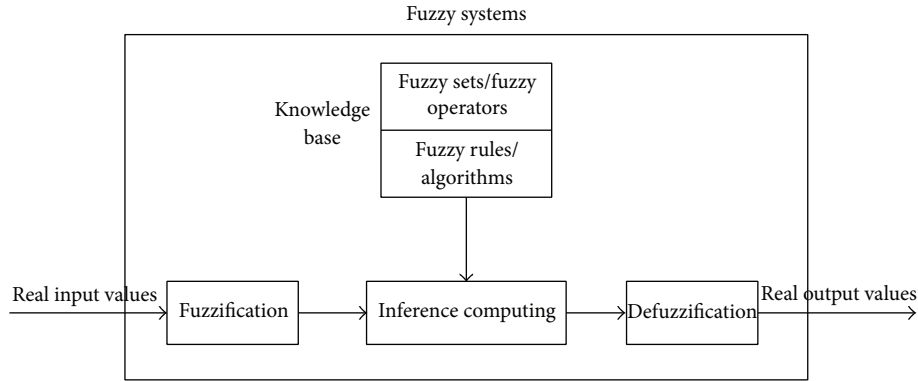 Fuzzy systems
Knowledge
base
Fuzzy sets/fuzzy
operators
Fuzzy rules/
algorithms
Real input values
Fuzzification
Inference computing
Defuzzification
Real output values